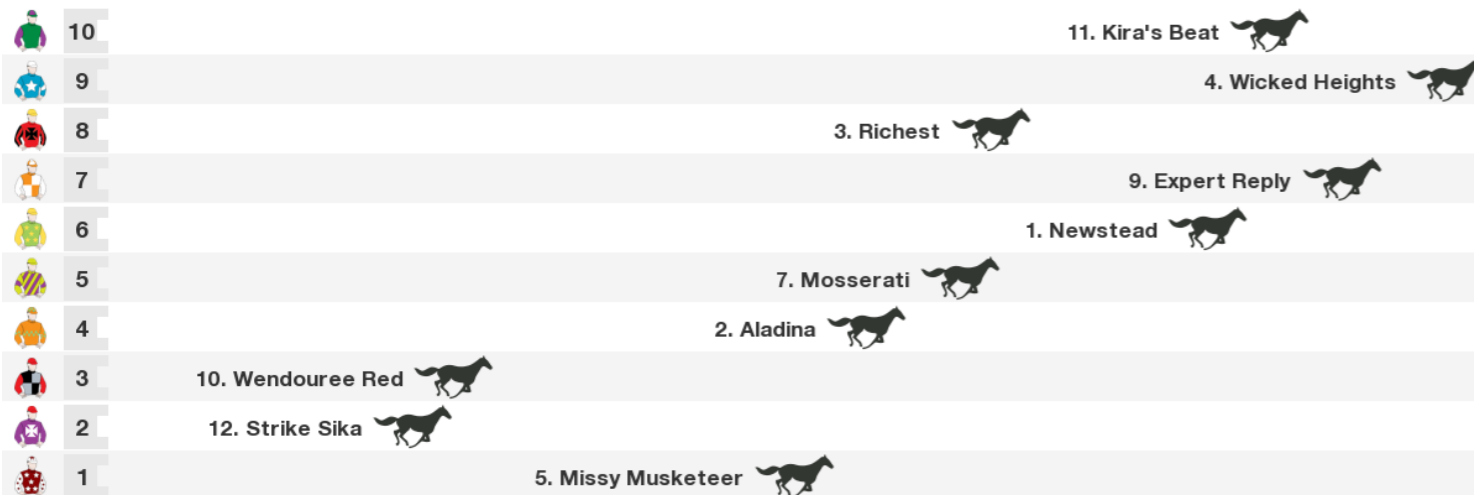 10 11. Kira's Beat
9 4. Wicked Heights
8 3. Richest
7 9. Expert Reply
6 1. Newstead
5 7. Mosserati
4 2. Aladina
3 10. Wendouree Red
2 12. Strike Sika
1 5. Missy Musketeer